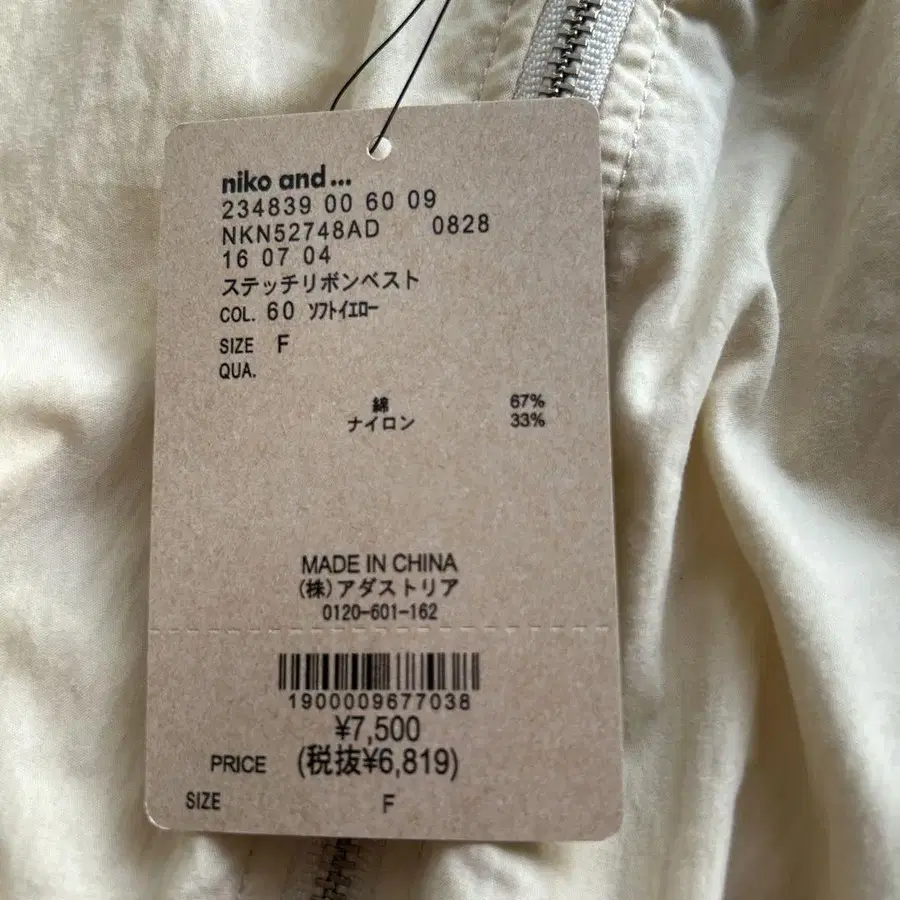 niko and ...
234839 00 60 09
NKN52748AD 0828
16 07 04
ステッチリボンベスト
COL. 60 ｿﾌﾄｲｴﾛｰ
SIZE F
QUA.
綿 67%
ナイロン 33%
MADE IN CHINA
(株)アダストリア
0120-601-162
1900009677038
¥7,500
PRICE (税抜¥6,819)
SIZE F